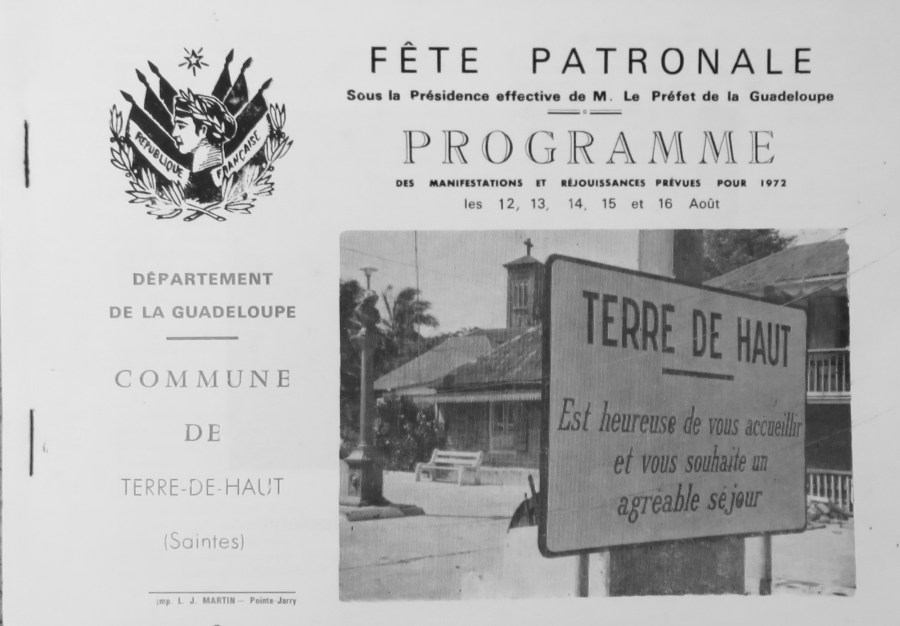 RÉPUBLIQUE FRANÇAISE
DÉPARTEMENT
DE LA GUADELOUPE
COMMUNE
DE
TERRE-DE-HAUT
(Saintes)
Imp. L. J. MARTIN — Pointe-Jarry
FÊTE PATRONALE
Sous la Présidence effective de M. Le Préfet de la Guadeloupe
PROGRAMME
DES MANIFESTATIONS ET RÉJOUISSANCES PRÉVUES POUR 1972
les 12, 13, 14, 15 et 16 Août
TERRE DE HAUT
Est heureuse de vous accueillir
et vous souhaite un
agréable séjour